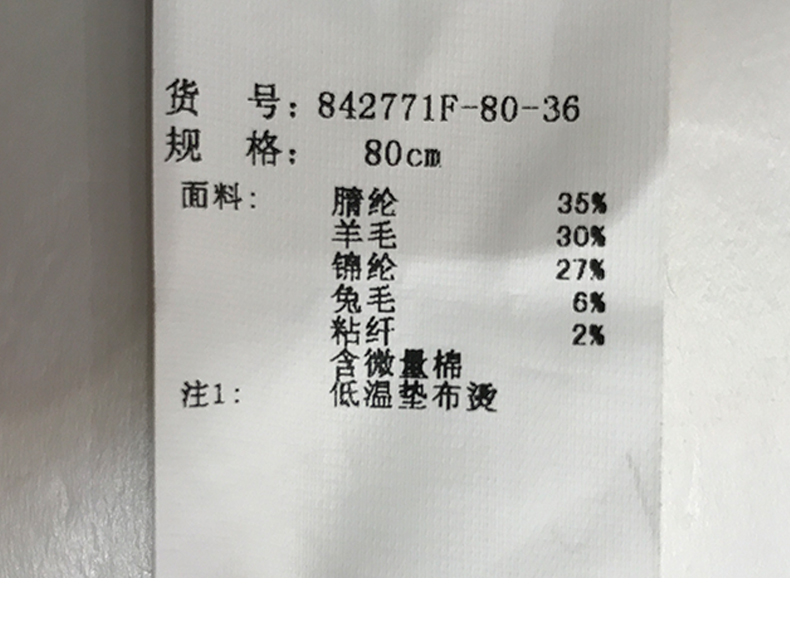 货 号：842771F-80-36
规 格： 80cm
面料： 腈纶 35%
羊毛 30%
锦纶 27%
兔毛 6%
粘纤 2%
含微量棉
注1： 低温垫布烫